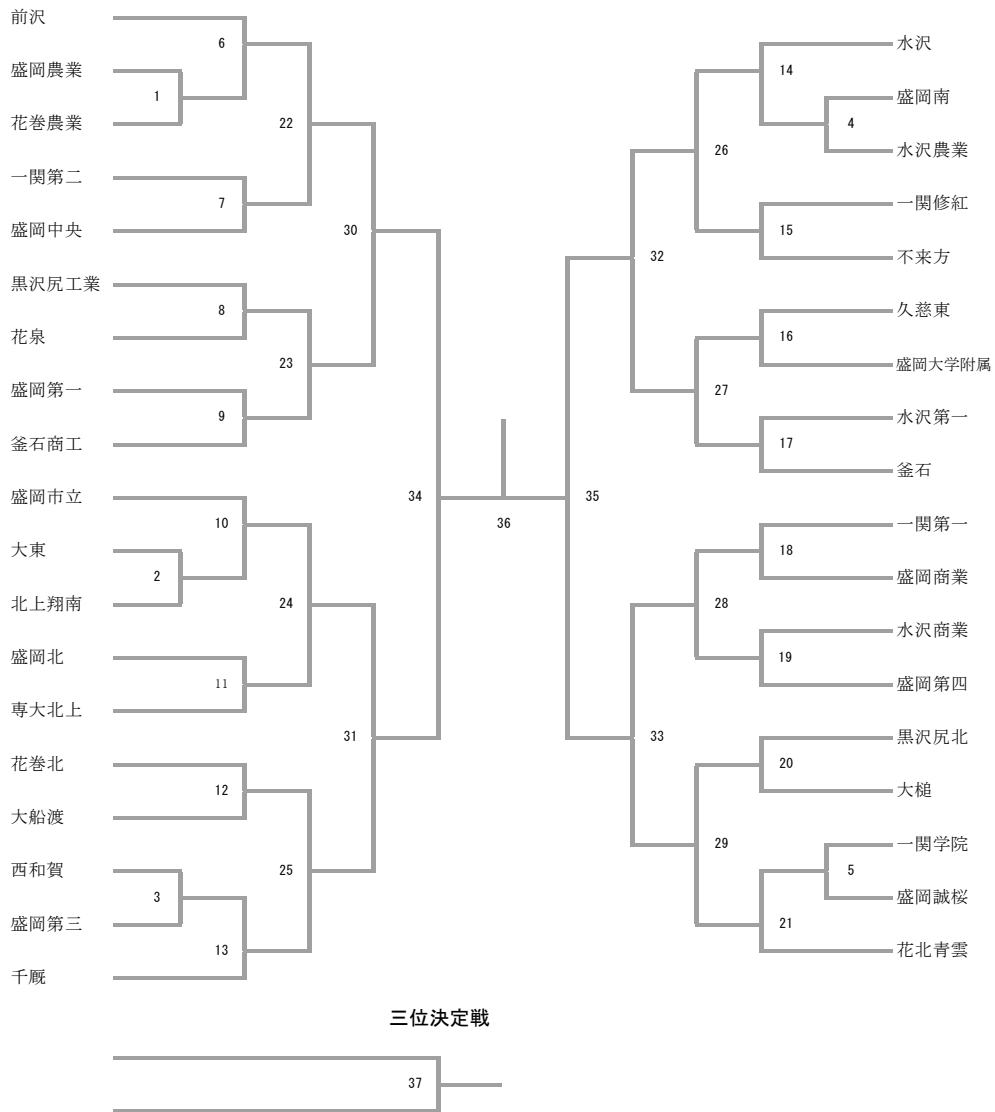 前沢
6
盛岡農業
1
花巻農業
22
一関第二
7
盛岡中央
30
黒沢尻工業
8
花泉
23
盛岡第一
9
釜石商工
盛岡市立
34
10
大東
2
北上翔南
24
盛岡北
11
専大北上
31
花巻北
12
大船渡
西和賀
25
3
盛岡第三
13
千厩
36
水沢
14
盛岡南
4
水沢農業
26
一関修紅
15
不来方
32
久慈東
16
盛岡大学附属
27
水沢第一
17
釜石
35
一関第一
18
盛岡商業
28
水沢商業
19
盛岡第四
33
黒沢尻北
20
大槌
29
一関学院
5
盛岡誠桜
21
花北青雲
三位決定戦
37